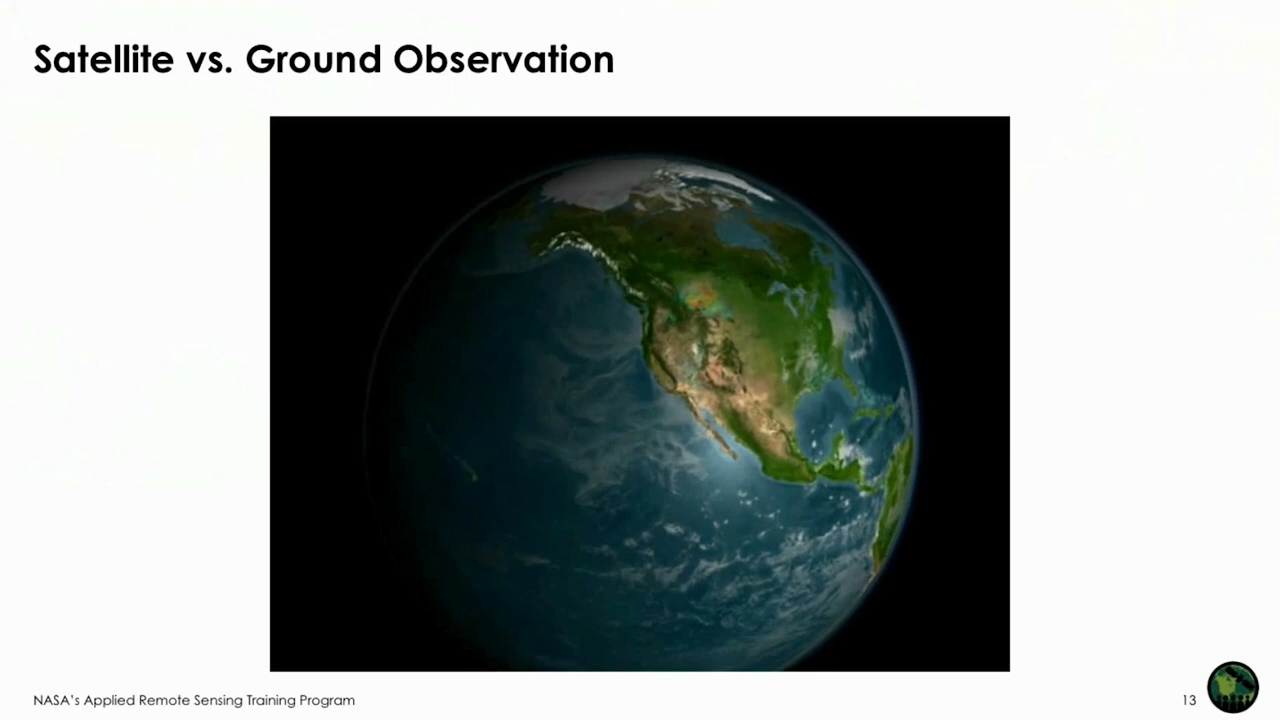 Satellite vs. Ground Observation
NASA's Applied Remote Sensing Training Program
13